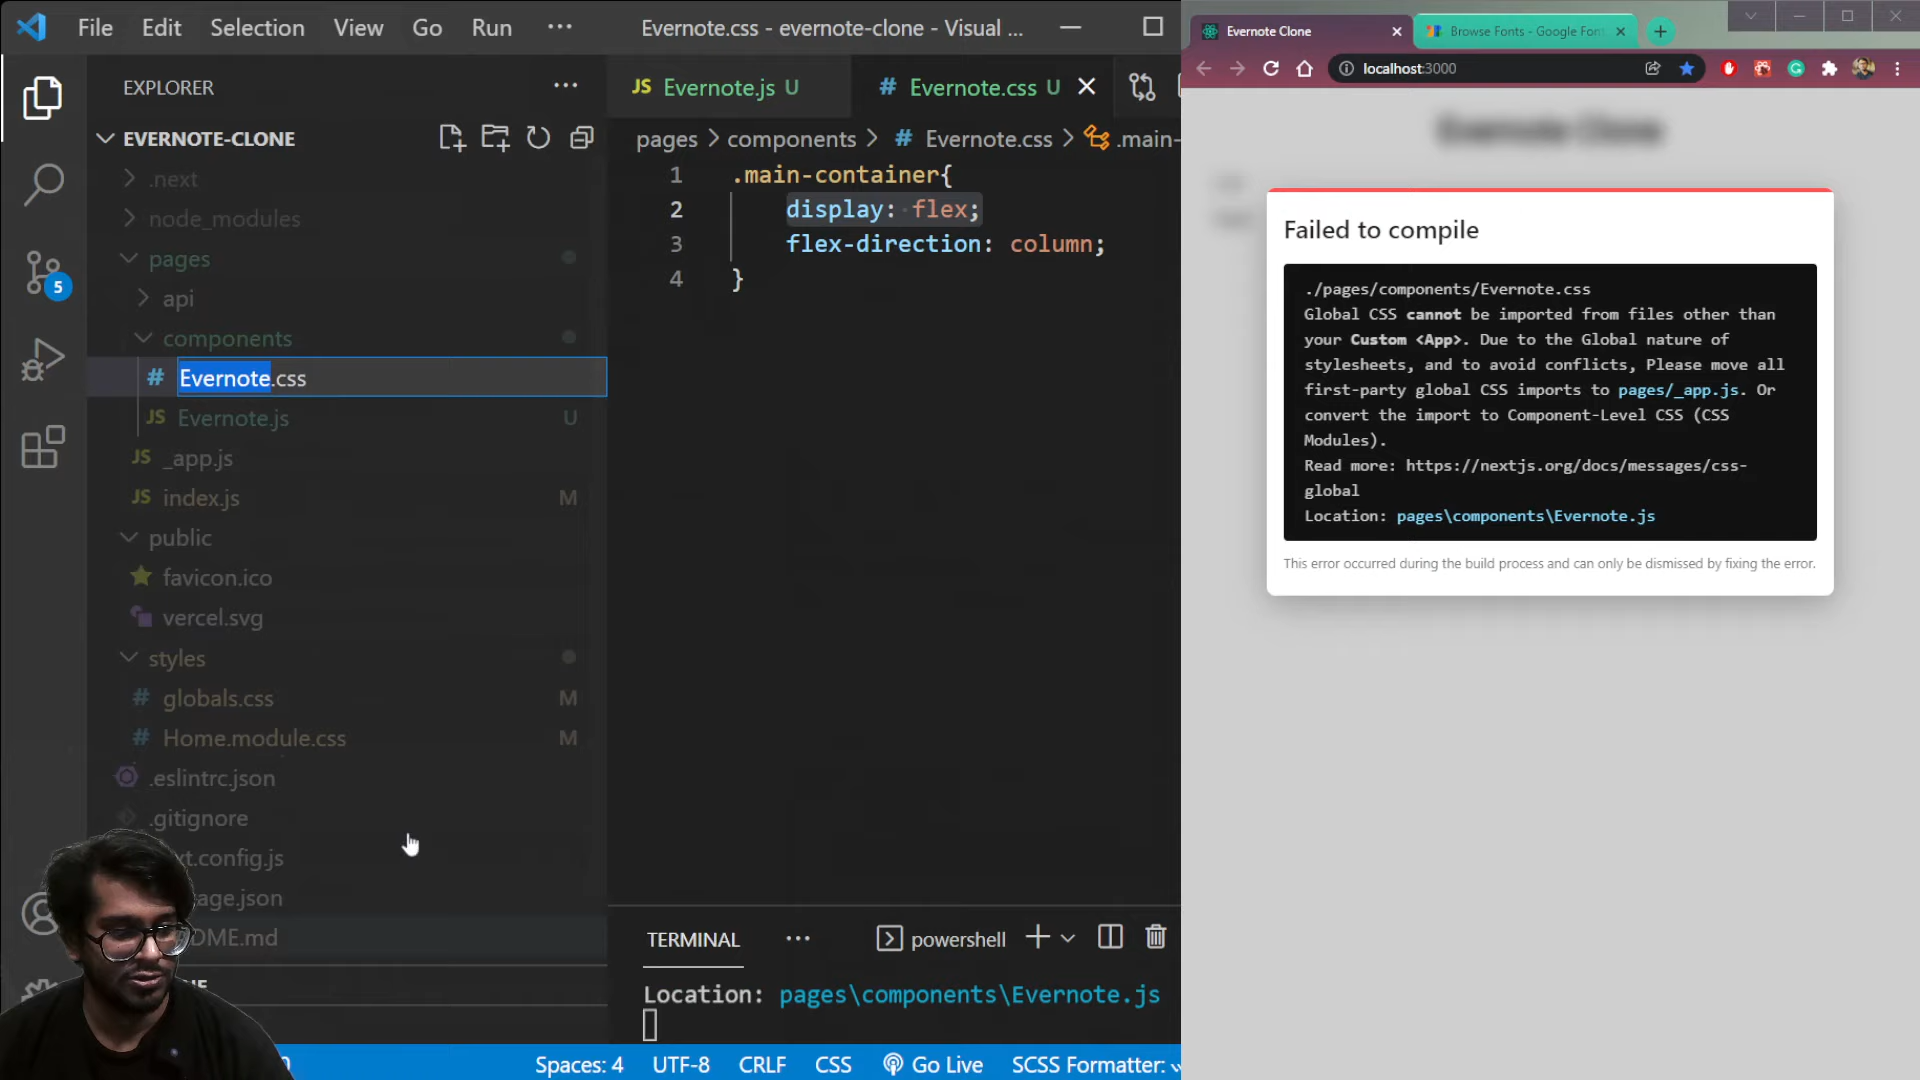 File Edit Selection View Go Run ··· Evernote.css - evernote-clone - Visual ...
EXPLORER ···
EVERNOTE-CLONE
.next
node_modules
pages
api
components
# Evernote.css
JS Evernote.js U
JS _app.js
JS index.js M
public
favicon.ico
vercel.svg
styles
# globals.css M
# Home.module.css M
.eslintrc.json
.gitignore
xt.config.js
age.json
DME.md
5
JS Evernote.js U # Evernote.css U
pages > components > # Evernote.css > .main-
1 .main-container{
2 display: flex;
3 flex-direction: column;
4 }
TERMINAL ··· powershell
Location: pages\components\Evernote.js
Spaces: 4 UTF-8 CRLF CSS Go Live SCSS Formatter:
Evernote Clone Browse Fonts - Google Fon
localhost:3000
Evernote Clone
Failed to compile
./pages/components/Evernote.css
Global CSS cannot be imported from files other than
your Custom <App>. Due to the Global nature of
stylesheets, and to avoid conflicts, Please move all
first-party global CSS imports to pages/_app.js. Or
convert the import to Component-Level CSS (CSS
Modules).
Read more: https://nextjs.org/docs/messages/css-
global
Location: pages\components\Evernote.js
This error occurred during the build process and can only be dismissed by fixing the error.